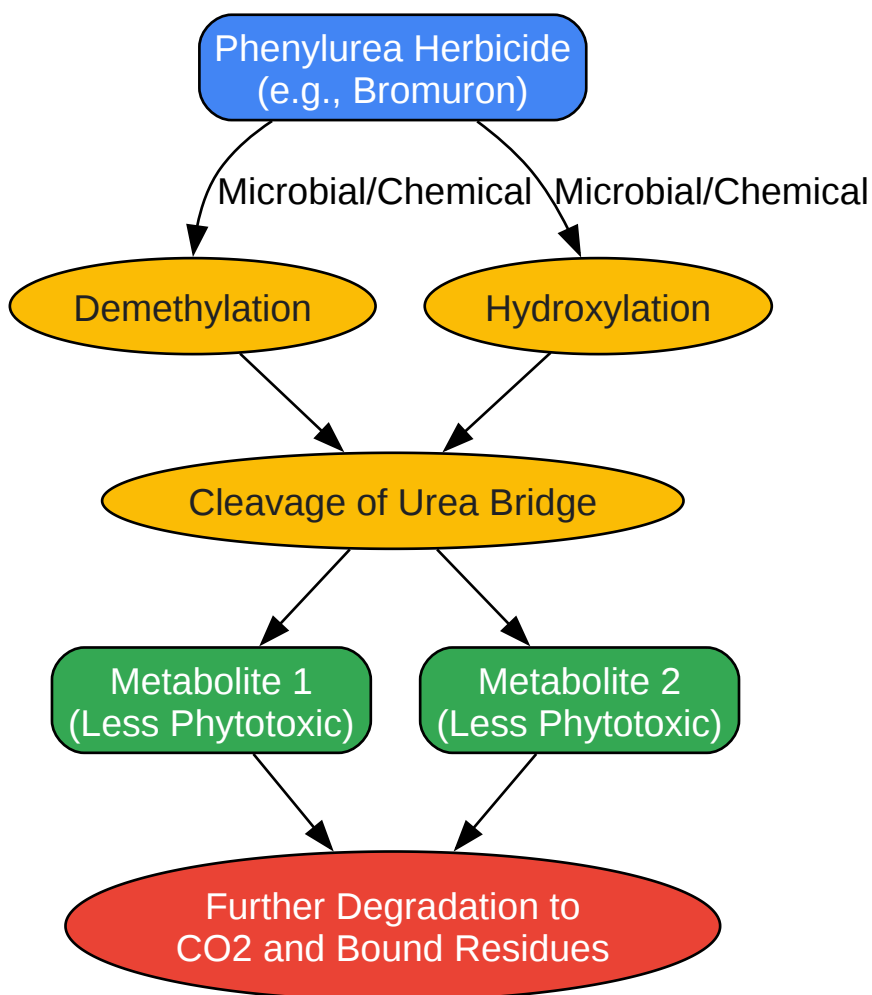 Phenylurea Herbicide
(e.g., Bromuron)
Microbial/Chemical
Microbial/Chemical
Demethylation
Hydroxylation
Cleavage of Urea Bridge
Metabolite 1
(Less Phytotoxic)
Metabolite 2
(Less Phytotoxic)
Further Degradation to
CO2 and Bound Residues